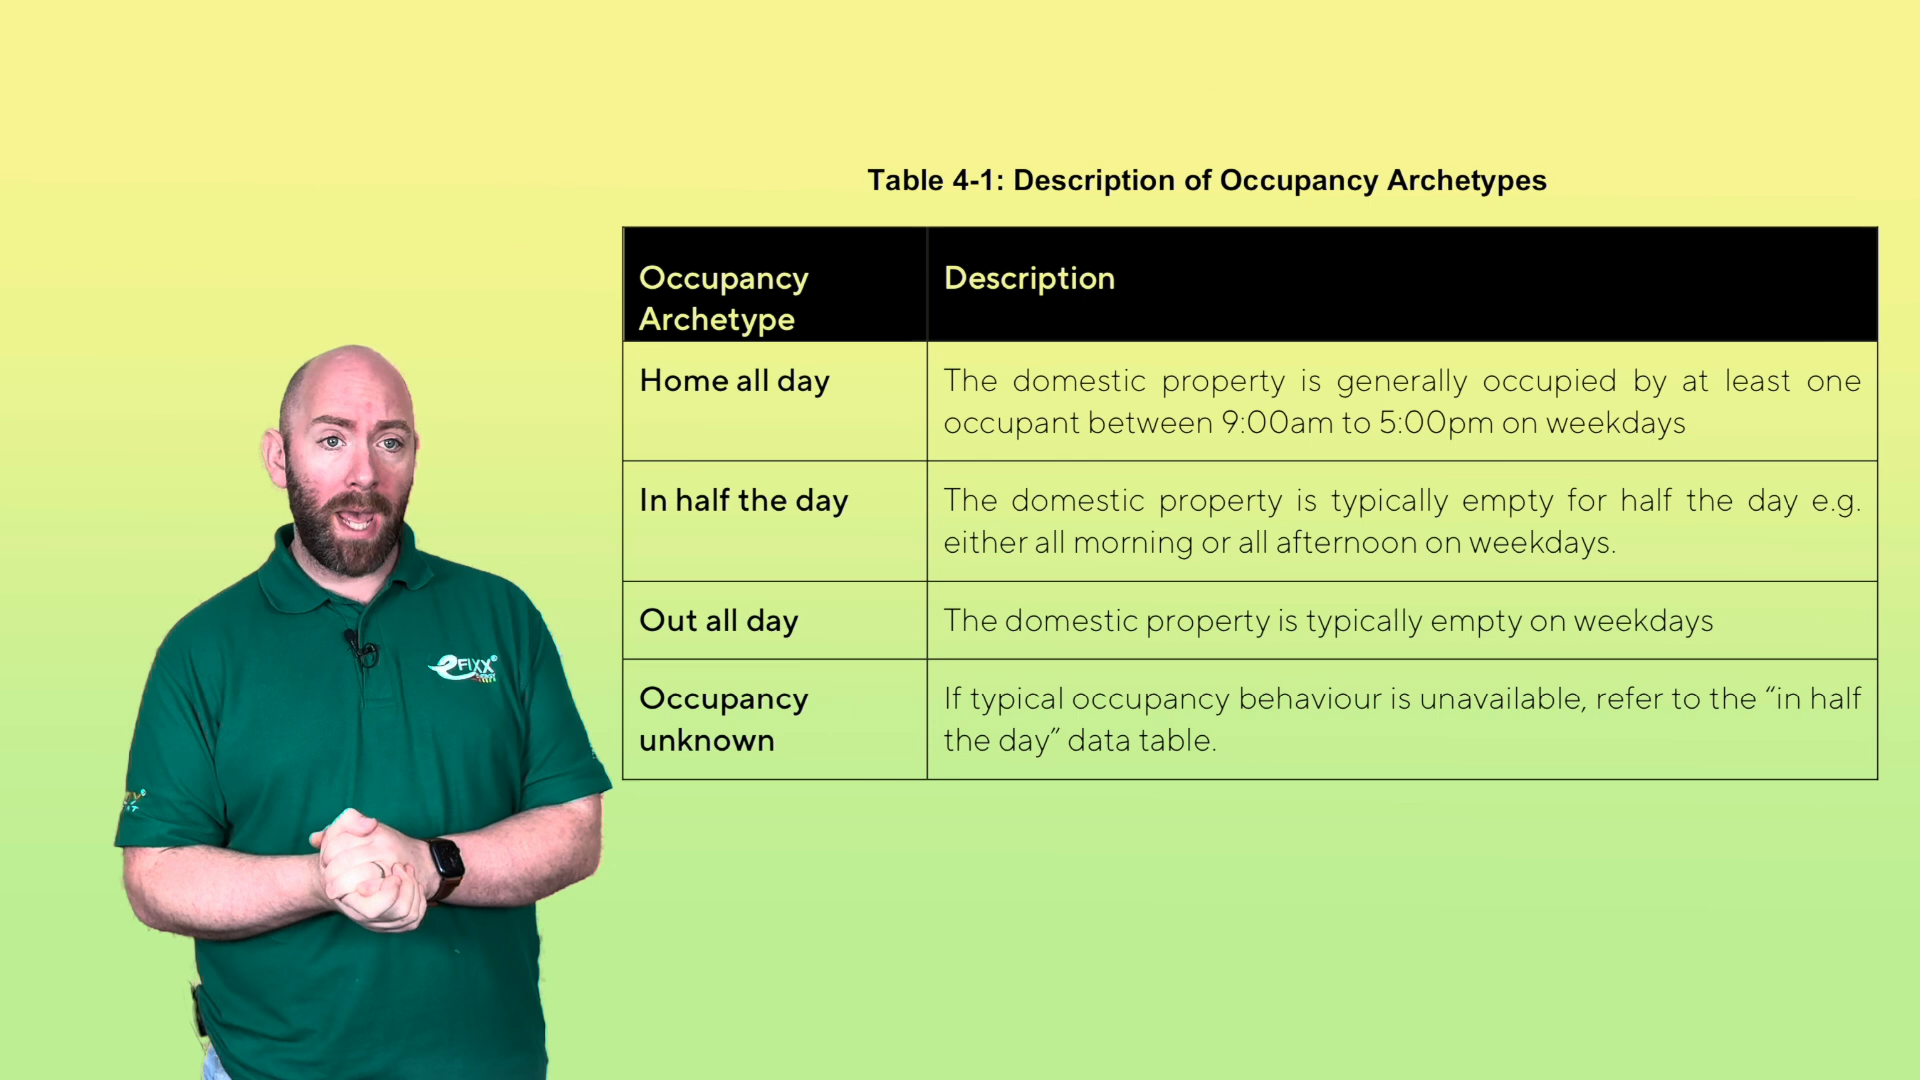 Table 4-1: Description of Occupancy Archetypes
Occupancy
Archetype
Description
Home all day
The domestic property is generally occupied by at least one
occupant between 9:00am to 5:00pm on weekdays
In half the day
The domestic property is typically empty for half the day e.g.
either all morning or all afternoon on weekdays.
Out all day
The domestic property is typically empty on weekdays
Occupancy
unknown
If typical occupancy behaviour is unavailable, refer to the “in half
the day” data table.
eFIXX